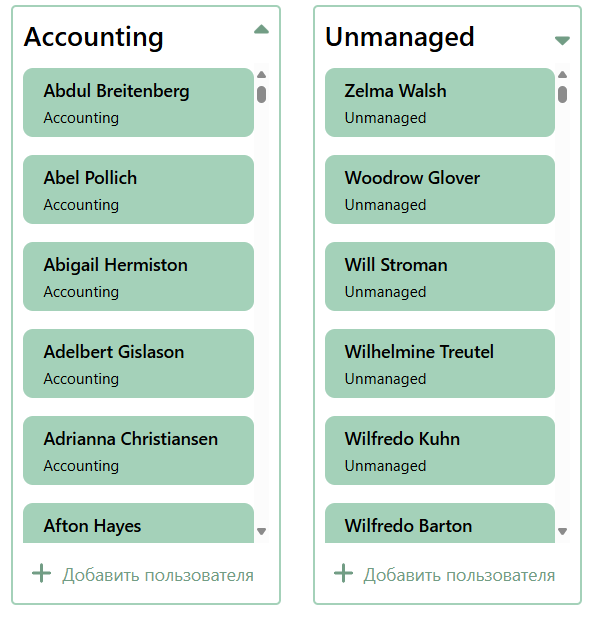 Accounting
Abdul Breitenberg
Accounting
Abel Pollich
Accounting
Abigail Hermiston
Accounting
Adelbert Gislason
Accounting
Adrianna Christiansen
Accounting
Afton Hayes
Добавить пользователя
Unmanaged
Zelma Walsh
Unmanaged
Woodrow Glover
Unmanaged
Will Stroman
Unmanaged
Wilhelmine Treutel
Unmanaged
Wilfredo Kuhn
Unmanaged
Wilfredo Barton
Добавить пользователя